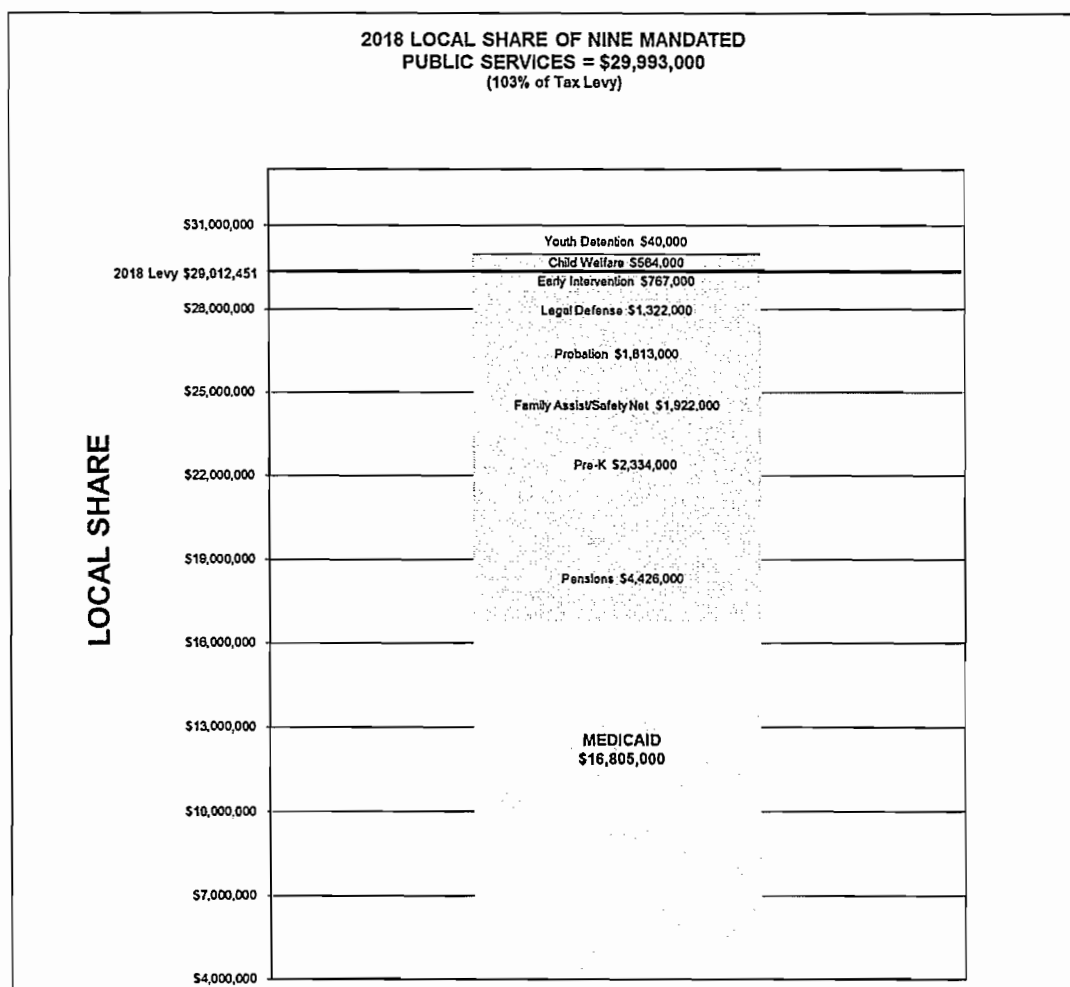 2018 LOCAL SHARE OF NINE MANDATED
PUBLIC SERVICES = $29,993,000
(103% of Tax Levy)
$31,000,000
Youth Detention $40,000
Child Welfare $564,000
2018 Levy $29,012,451
Early Intervention $767,000
$28,000,000
Legal Defense $1,322,000
Probation $1,813,000
$25,000,000
Family Assist/Safety Net $1,922,000
Pre-K $2,334,000
$22,000,000
$19,000,000
Pensions $4,426,000
LOCAL SHARE
$16,000,000
$13,000,000
MEDICAID
$16,805,000
$10,000,000
$7,000,000
$4,000,000